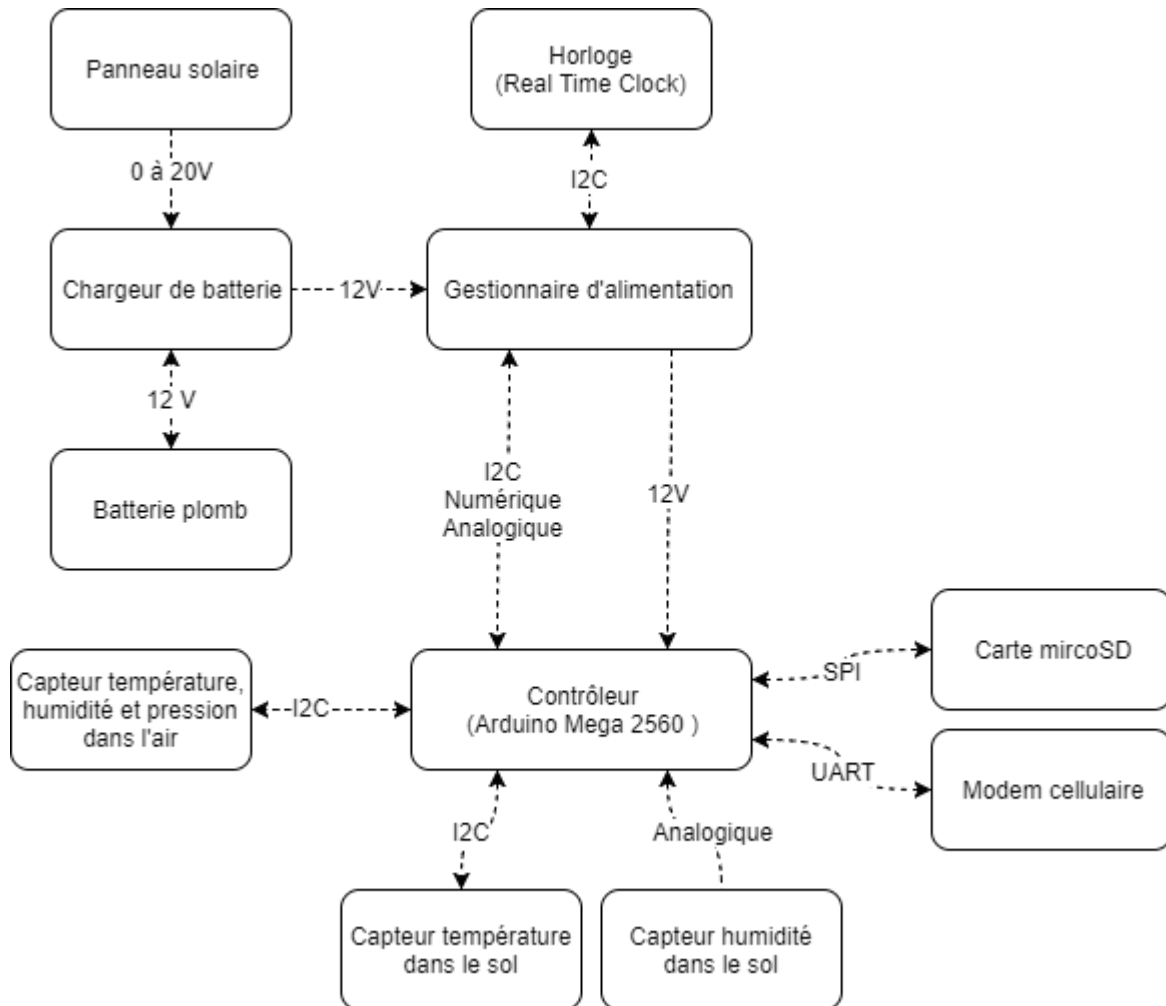 Panneau solaire
Horloge
(Real Time Clock)
0 à 20V
I2C
Chargeur de batterie
12V
Gestionnaire d'alimentation
12 V
I2C
Numérique
Analogique
12V
Batterie plomb
Capteur température,
humidité et pression
dans l'air
I2C
Contrôleur
(Arduino Mega 2560 )
SPI
Carte mircoSD
UART
Modem cellulaire
I2C
Analogique
Capteur température
dans le sol
Capteur humidité
dans le sol